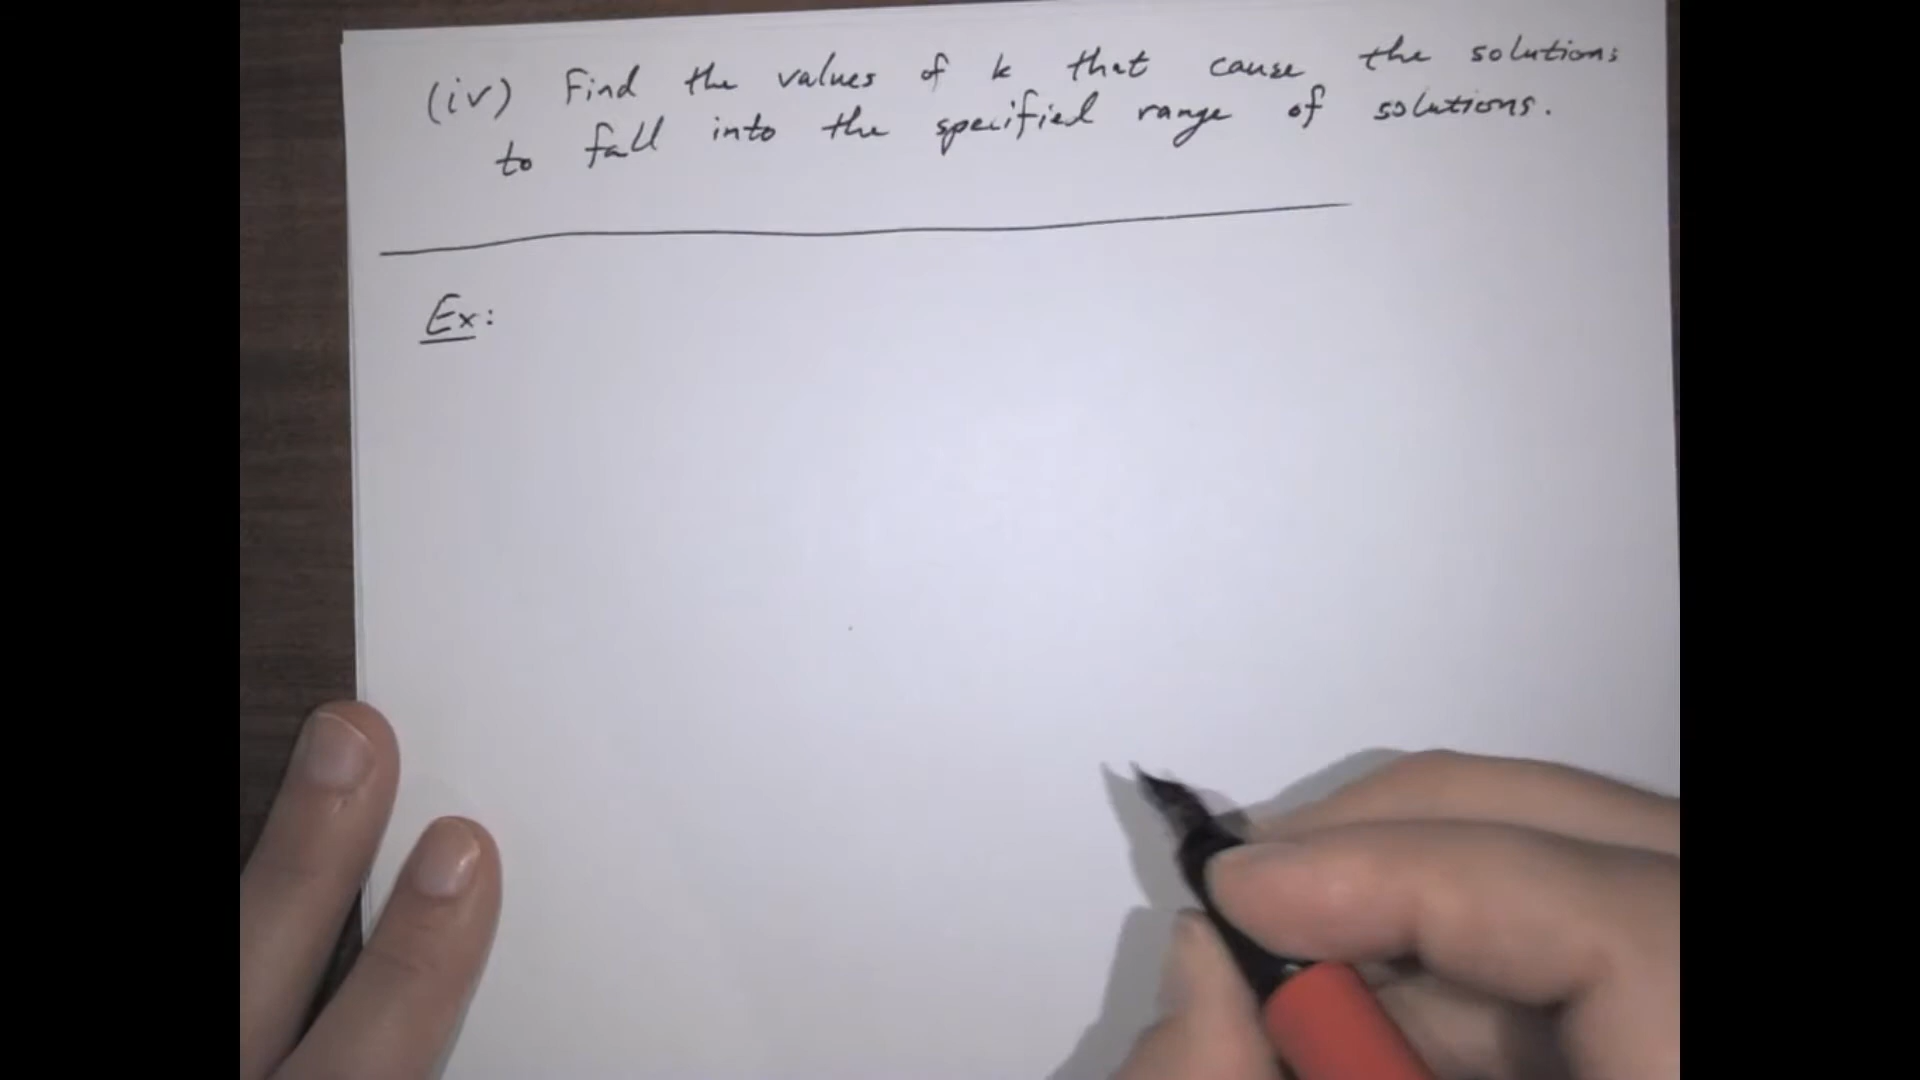 (iv) Find the values of k that cause the solutions
to fall into the specified range of solutions.
Ex: